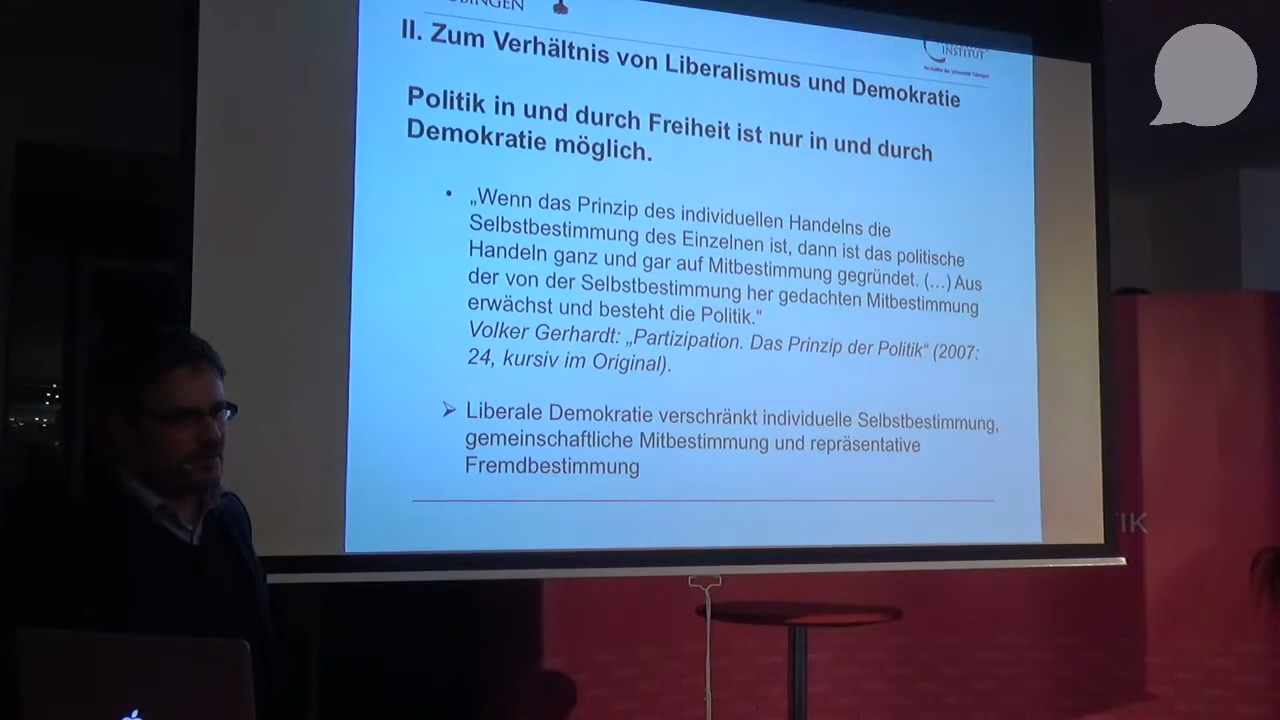 II. Zum Verhältnis von Liberalismus und Demokratie
INSTITUT
Politik in und durch Freiheit ist nur in und durch
Demokratie möglich.
• „Wenn das Prinzip des individuellen Handelns die
Selbstbestimmung des Einzelnen ist, dann ist das politische
Handeln ganz und gar auf Mitbestimmung gegründet. (…) Aus
der von der Selbstbestimmung her gedachten Mitbestimmung
erwächst und besteht die Politik.“
Volker Gerhardt: „Partizipation. Das Prinzip der Politik“ (2007:
24, kursiv im Original).
➢ Liberale Demokratie verschränkt individuelle Selbstbestimmung,
gemeinschaftliche Mitbestimmung und repräsentative
Fremdbestimmung
TIK